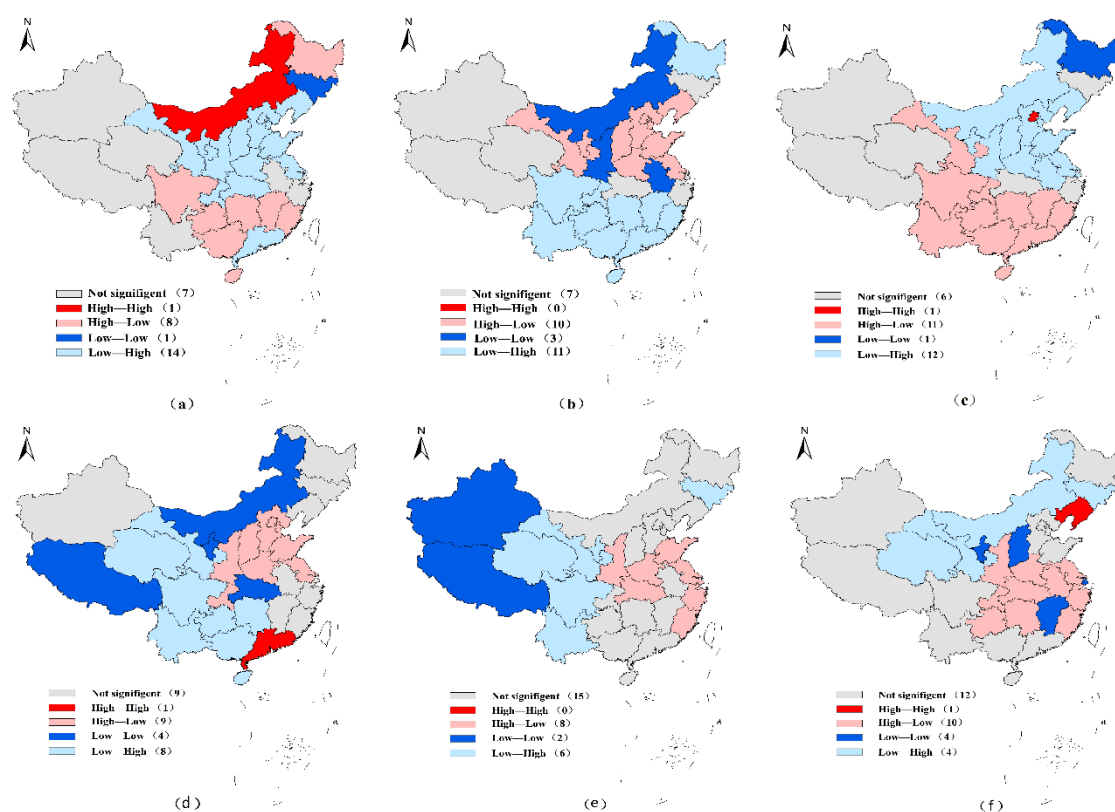 N
Not signifigent（7）
High—High（1）
High—Low（8）
Low—Low（1）
Low—High（14）
（a）
N
Not signifigent（7）
High—High（0）
High—Low（10）
Low—Low（3）
Low—High（11）
（b）
N
Not signifigent（6）
High—High（1）
High—Low（11）
Low—Low（1）
Low—High（12）
（c）
N
Not signifigent（9）
High High（1）
High—Low（9）
Low Low（4）
Low High（8）
（d）
N
Not signifigent（15）
High—High（0）
High—Low（8）
Low—Low（2）
Low—High（6）
（e）
N
Not signifigent（12）
High—High（1）
High—Low（10）
Low—Low（4）
Low High（4）
（f）